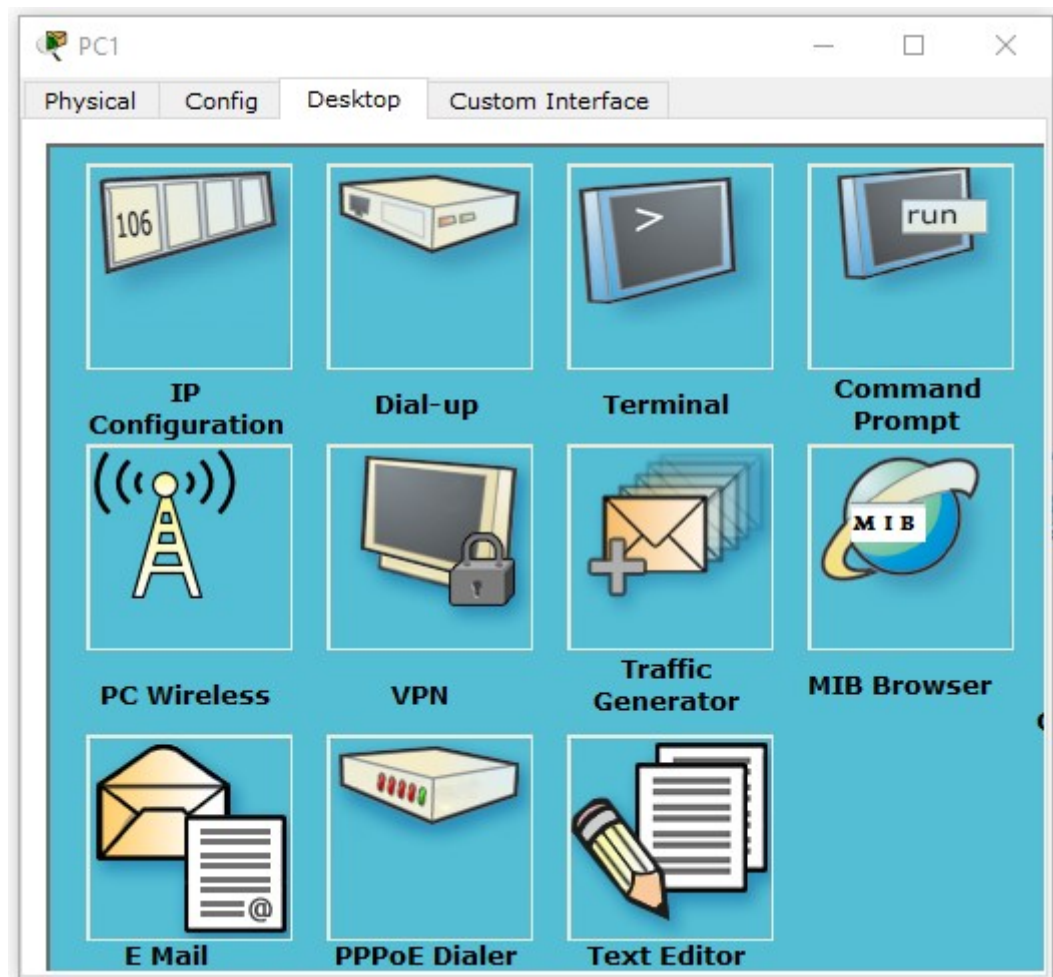 PC1
Physical Config Desktop Custom Interface
106
>
run
IP
Configuration
Dial-up
Terminal
Command
Prompt
MIB
PC Wireless
VPN
Traffic
Generator
MIB Browser
@
E Mail
PPPoE Dialer
Text Editor